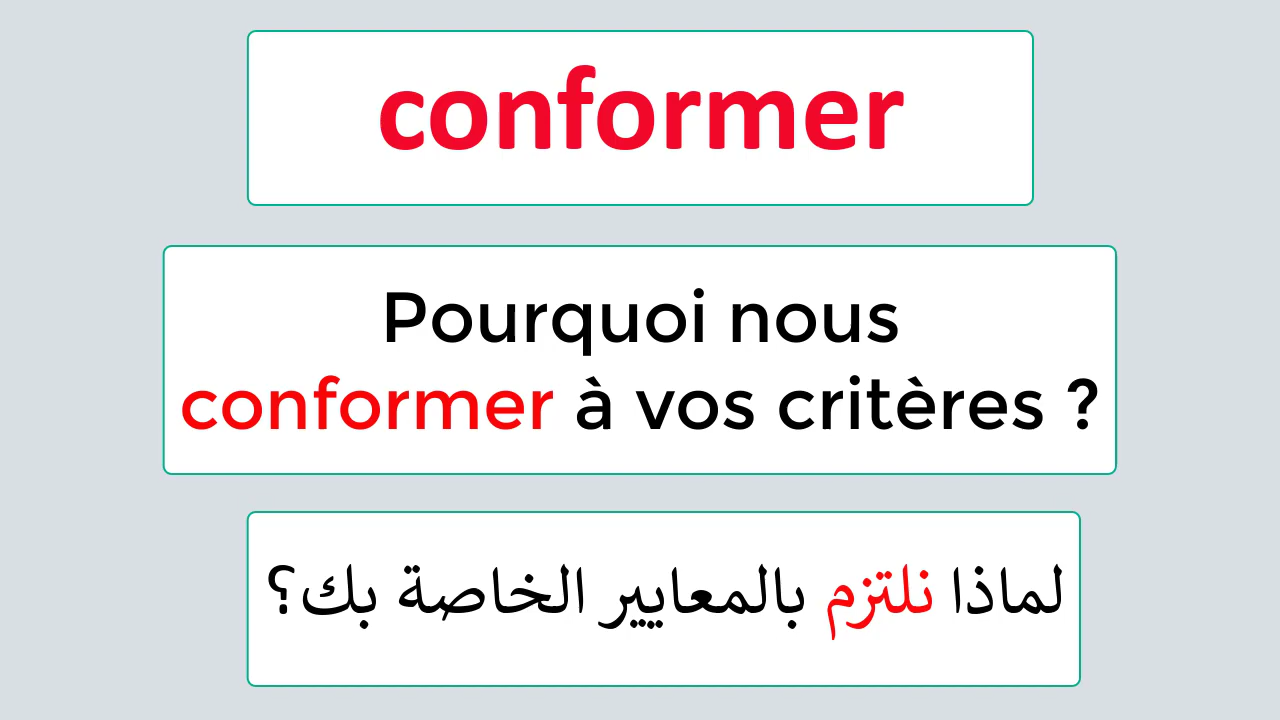 conformer
Pourquoi nous
conformer à vos critères ?
لماذا نلتزم بالمعايير الخاصة بك؟